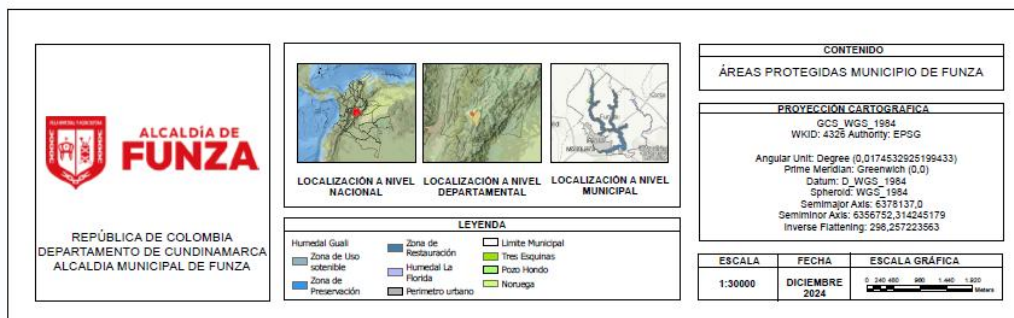 ALCALDÍA DE
FUNZA
REPÚBLICA DE COLOMBIA
DEPARTAMENTO DE CUNDINAMARCA
ALCALDIA MUNICIPAL DE FUNZA
LOCALIZACIÓN A NIVEL
NACIONAL
LOCALIZACIÓN A NIVEL
DEPARTAMENTAL
LOCALIZACIÓN A NIVEL
MUNICIPAL
LEYENDA
Humedal Gualí
Zona de Uso
sotenible
Zona de
Preservación
Zona de
Restauración
Humedal La
Florida
Perimetro urbano
Limite Municipal
Tres Esquinas
Pozo Hondo
Noruega
CONTENIDO
ÁREAS PROTEGIDAS MUNICIPIO DE FUNZA
PROYECCIÓN CARTOGRAFICA
GCS_WGS_1984
WKID: 4326 Authority: EPSG
Angular Unit: Degree (0,0174532925199433)
Prime Meridian: Greenwich (0,0)
Datum: D_WGS_1984
Spheroid: WGS_1984
Semimajor Axis: 6378137,0
Semiminor Axis: 6356752,314245179
Inverse Flattening: 298,257223563
ESCALA
1:30000
FECHA
DICIEMBRE
2024
ESCALA GRÁFICA
0 240 480 960 1.440 1.920
Meters